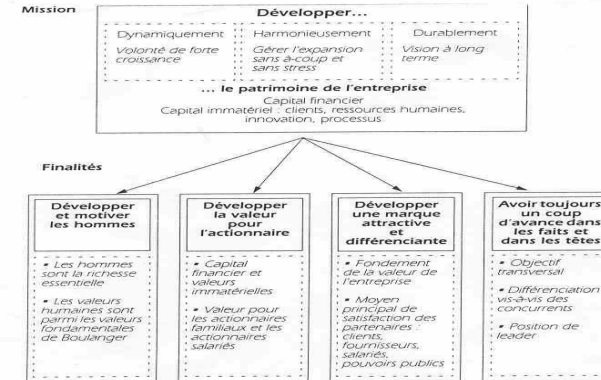 Mission
Développer...
Dynamiquement
Volonté de forte
croissance
Harmonieusement
Gérer l'expansion
sans à-coup et
sans stress
Durablement
Vision à long
terme
... le patrimoine de l'entreprise
Capital financier
Capital immatériel : clients, ressources humaines,
innovation, processus
Finalités
Développer
et motiver
les hommes
• Les hommes
sont la richesse
essentielle
• Les valeurs
humaines sont
parmi les valeurs
fondamentales
de Boulanger
Développer
la valeur
pour
l'actionnaire
• Capital
financier et
valeurs
immatérielles
• Valeur pour
les actionnaires
familiaux et les
actionnaires
salariés
Développer
une marque
attractive
et
différenciante
• Fondement
de la valeur de
l'entreprise
• Moyen
principal de
satisfaction des
partenaires :
clients,
fournisseurs,
salariés,
pouvoirs publics
Avoir toujours
un coup
d'avance dans
les faits et
dans les têtes
• Objectif
transversal
• Différenciation
vis-à-vis des
concurrents
• Position de
leader